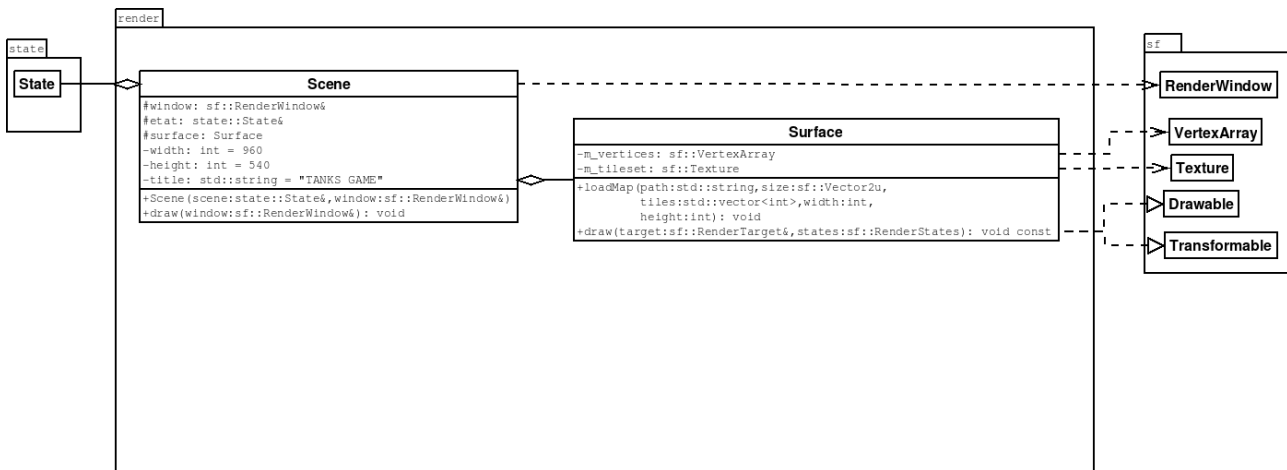 render
state
State
Scene
#window: sf::RenderWindow&
#etat: state::State&
#surface: Surface
-width: int = 960
-height: int = 540
-title: std::string = "TANKS GAME"
+Scene(scene:state::State&,window:sf::RenderWindow&)
+draw(window:sf::RenderWindow&): void
Surface
-m_vertices: sf::VertexArray
-m_tileset: sf::Texture
+loadMap(path:std::string,size:sf::Vector2u,
tiles:std::vector<int>,width:int,
height:int): void
+draw(target:sf::RenderTarget&,states:sf::RenderStates): void const
sf
RenderWindow
VertexArray
Texture
Drawable
Transformable